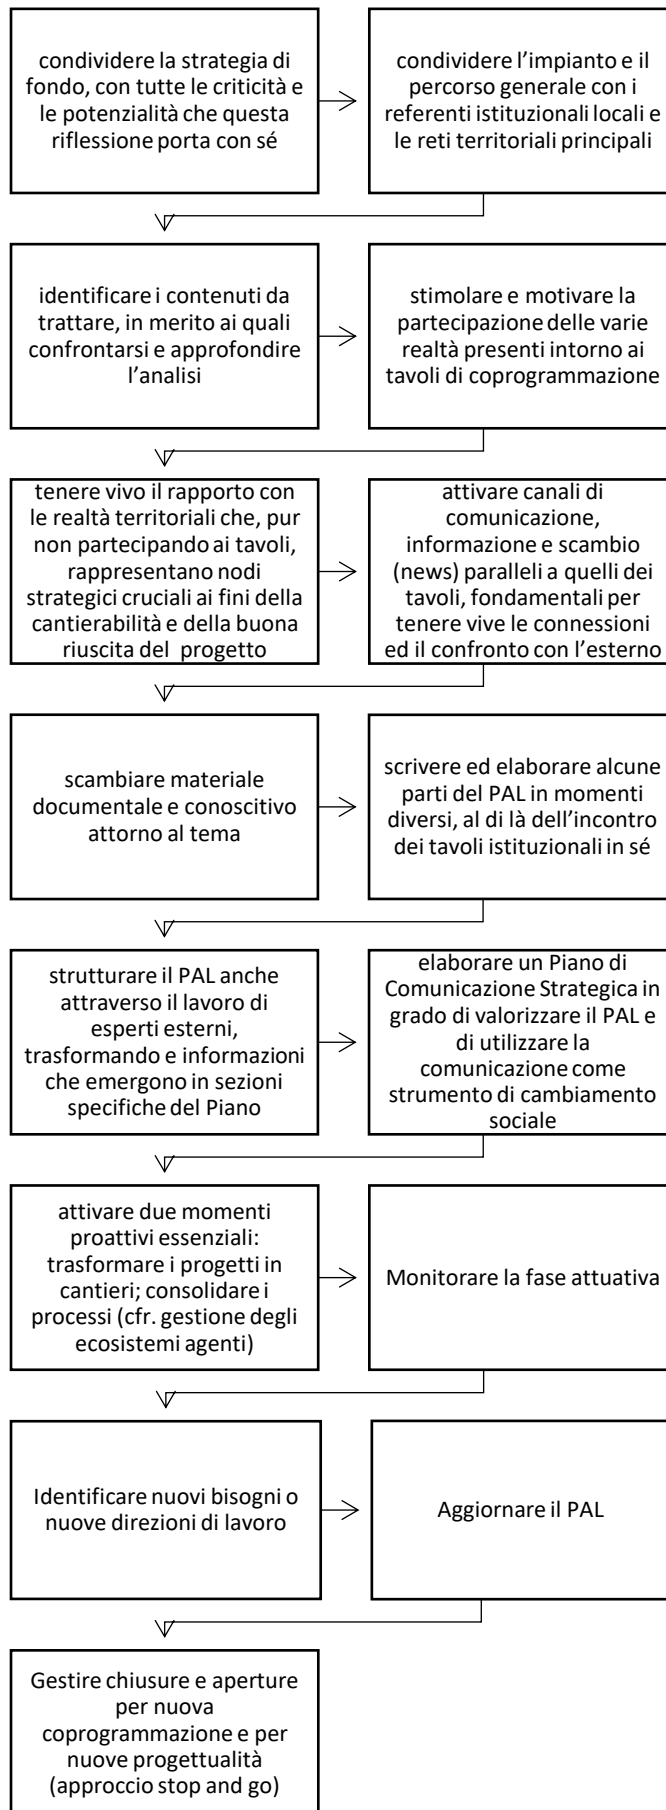 condividere la strategia di
fondo, con tutte le criticità e
le potenzialità che questa
riflessione porta con sé
condividere l’impianto e il
percorso generale con i
referenti istituzionali locali e
le reti territoriali principali
identificare i contenuti da
trattare, in merito ai quali
confrontarsi e approfondire
l’analisi
stimolare e motivare la
partecipazione delle varie
realtà presenti intorno ai
tavoli di coprogrammazione
tenere vivo il rapporto con
le realtà territoriali che, pur
non partecipando ai tavoli,
rappresentano nodi
strategici cruciali ai fini della
cantierabilità e della buona
riuscita del progetto
attivare canali di
comunicazione,
informazione e scambio
(news) paralleli a quelli dei
tavoli, fondamentali per
tenere vive le connessioni
ed il confronto con l’esterno
scambiare materiale
documentale e conoscitivo
attorno al tema
scrivere ed elaborare alcune
parti del PAL in momenti
diversi, al di là dell’incontro
dei tavoli istituzionali in sé
strutturare il PAL anche
attraverso il lavoro di
esperti esterni,
trasformando e informazioni
che emergono in sezioni
specifiche del Piano
elaborare un Piano di
Comunicazione Strategica in
grado di valorizzare il PAL e
di utilizzare la
comunicazione come
strumento di cambiamento
sociale
attivare due momenti
proattivi essenziali:
trasformare i progetti in
cantieri; consolidare i
processi (cfr. gestione degli
ecosistemi agenti)
Monitorare la fase attuativa
Identificare nuovi bisogni o
nuove direzioni di lavoro
Aggiornare il PAL
Gestire chiusure e aperture
per nuova
coprogrammazione e per
nuove progettualità
(approccio stop and go)